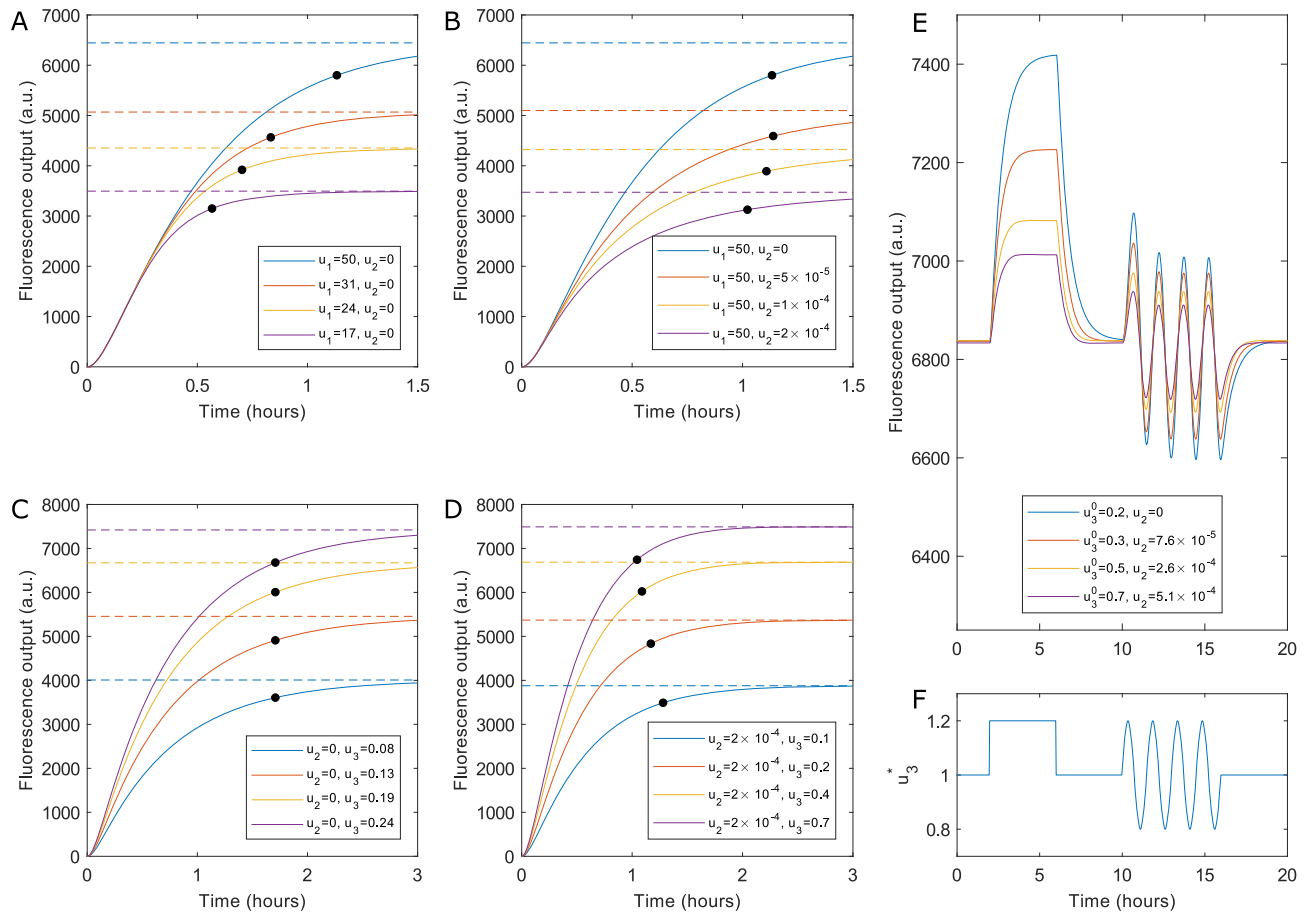 A
7000
6000
5000
4000
3000
2000
1000
0
0
0.5
1
1.5
Fluorescence output (a.u.)
Time (hours)
u1=50, u2=0
u1=31, u2=0
u1=24, u2=0
u1=17, u2=0
B
7000
6000
5000
4000
3000
2000
1000
0
0
0.5
1
1.5
Fluorescence output (a.u.)
Time (hours)
u1=50, u2=0
u1=50, u2=5× 10⁻⁵
u1=50, u2=1× 10⁻⁴
u1=50, u2=2× 10⁻⁴
E
7400
7200
7000
6800
6600
6400
0
5
10
15
20
Fluorescence output (a.u.)
u₃⁰=0.2, u2=0
u₃⁰=0.3, u2=7.6× 10⁻⁵
u₃⁰=0.5, u2=2.6× 10⁻⁴
u₃⁰=0.7, u2=5.1× 10⁻⁴
C
8000
7000
6000
5000
4000
3000
2000
1000
0
0
1
2
3
Fluorescence output (a.u.)
Time (hours)
u2=0, u3=0.08
u2=0, u3=0.13
u2=0, u3=0.19
u2=0, u3=0.24
D
8000
7000
6000
5000
4000
3000
2000
1000
0
0
1
2
3
Fluorescence output (a.u.)
Time (hours)
u2=2× 10⁻⁴, u3=0.1
u2=2× 10⁻⁴, u3=0.2
u2=2× 10⁻⁴, u3=0.4
u2=2× 10⁻⁴, u3=0.7
F
1.2
1
0.8
u₃*
0
5
10
15
20
Time (hours)